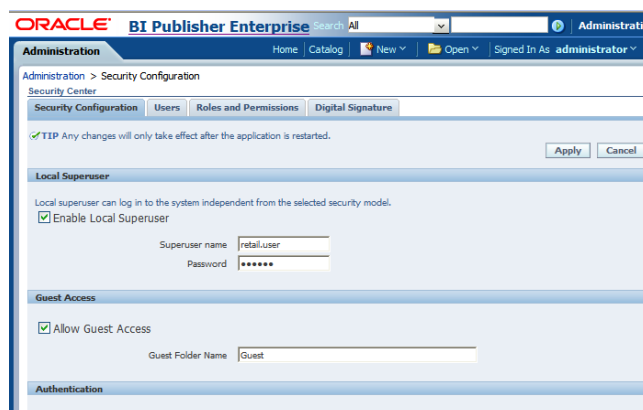 ORACLE BI Publisher Enterprise Search All Administrati
Administration Home Catalog New Open Signed In As administrator
Administration > Security Configuration
Security Center
Security Configuration Users Roles and Permissions Digital Signature
TIP Any changes will only take effect after the application is restarted.
Apply Cancel
Local Superuser
Local superuser can log in to the system independent from the selected security model.
Enable Local Superuser
Superuser name retail.user
Password ••••••
Guest Access
Allow Guest Access
Guest Folder Name Guest
Authentication